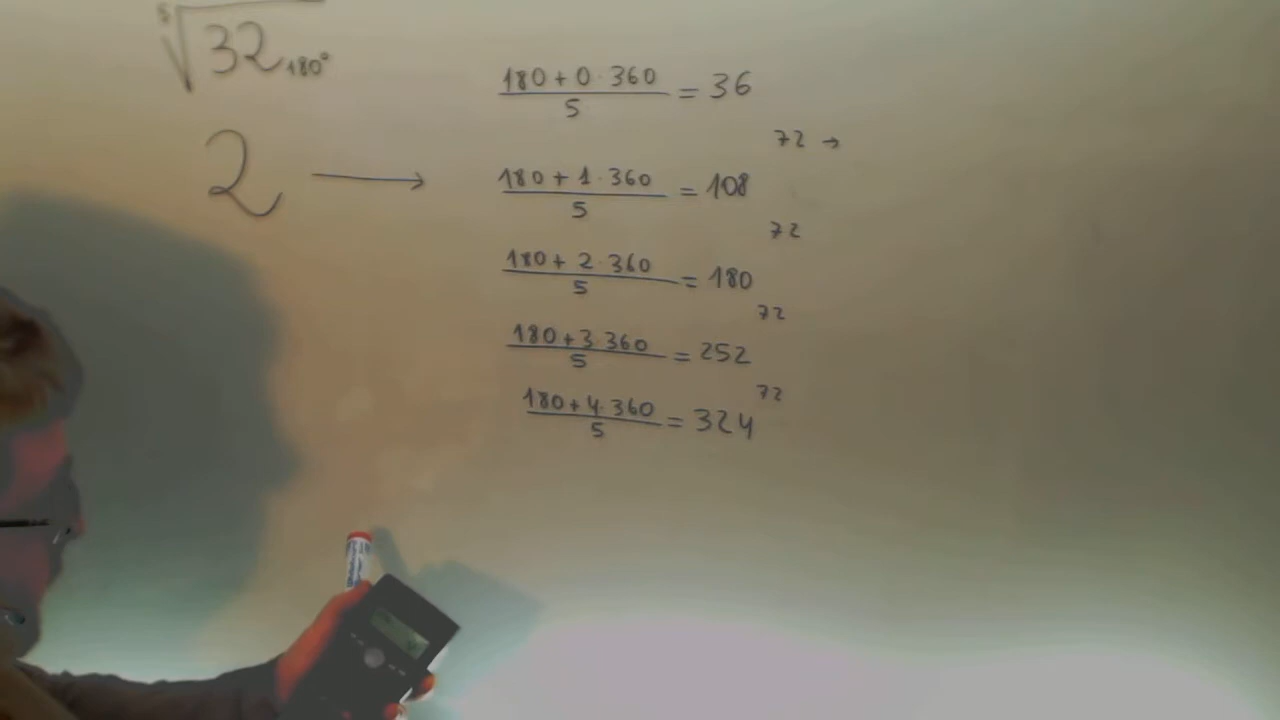 ⁵√32₁₈₀°
2 →
(180 + 0 · 360)/5 = 36
72 →
(180 + 1 · 360)/5 = 108
72
(180 + 2 · 360)/5 = 180
72
(180 + 3 · 360)/5 = 252
72
(180 + 4 · 360)/5 = 324